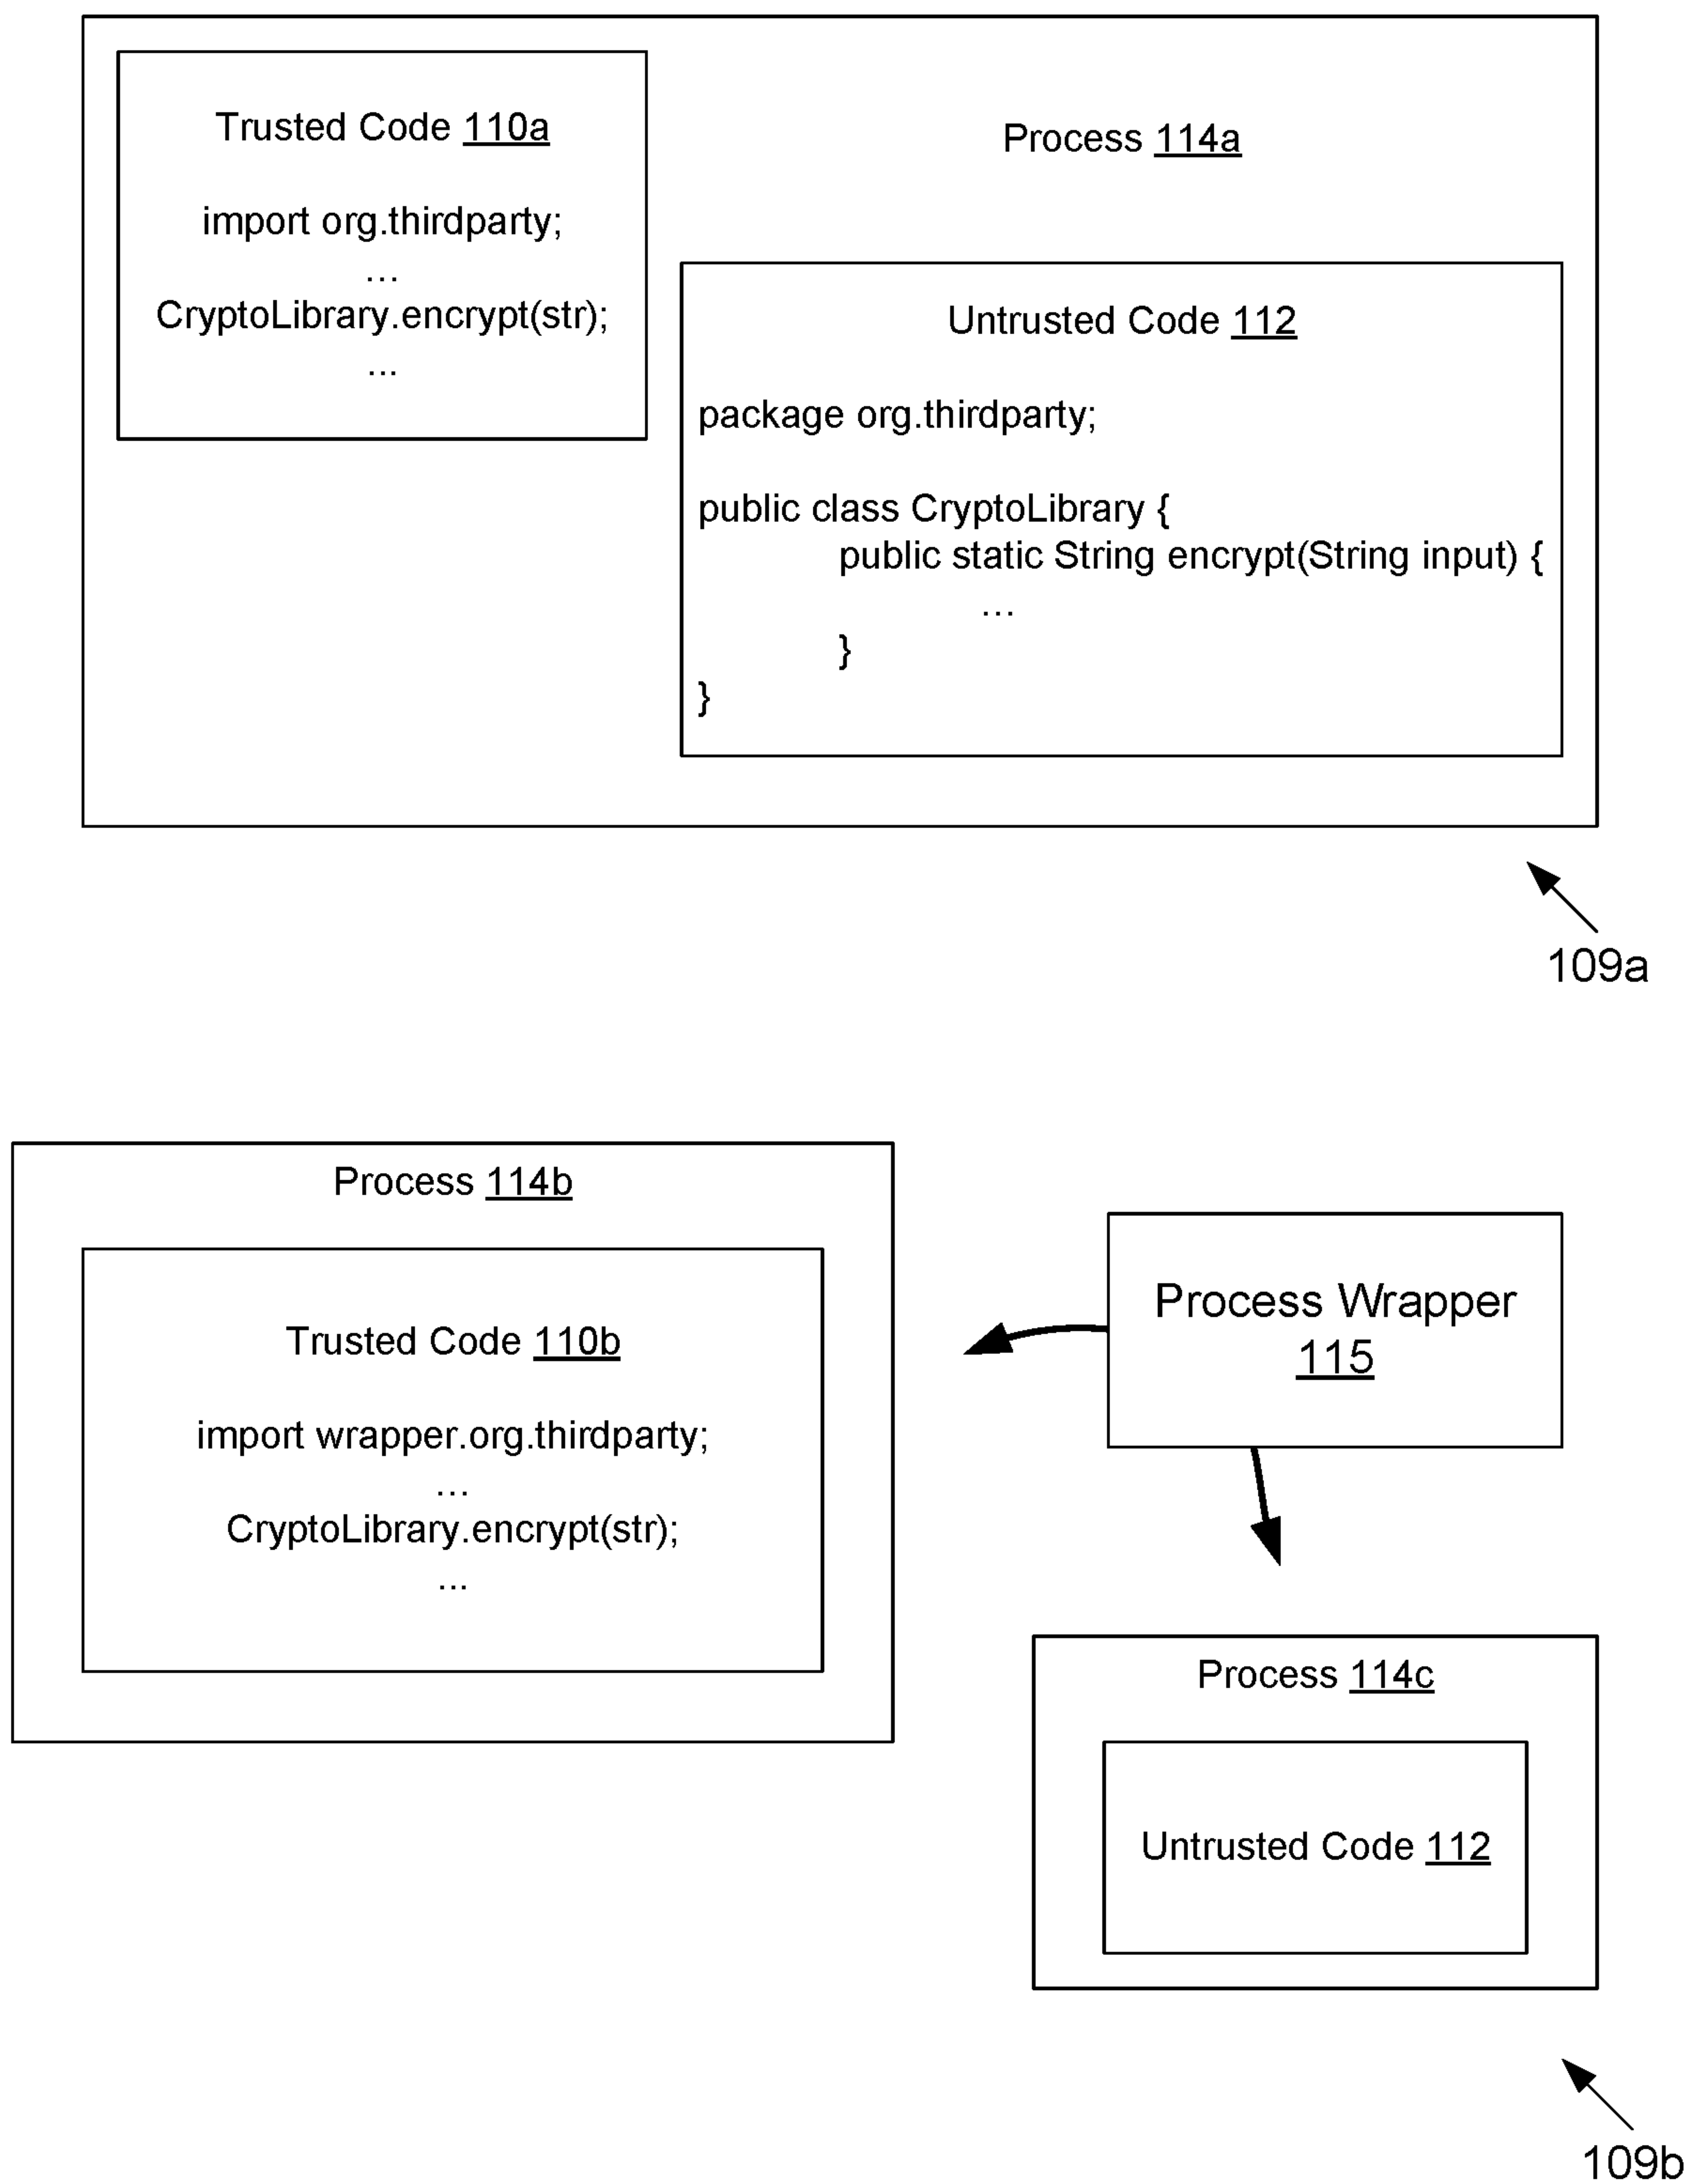 Trusted Code 110a
import org.thirdparty;
...
CryptoLibrary.encrypt(str);
...
Process 114a
Untrusted Code 112
package org.thirdparty;
public class CryptoLibrary {
public static String encrypt(String input) {
...
}
}
109a
Process 114b
Trusted Code 110b
import wrapper.org.thirdparty;
...
CryptoLibrary.encrypt(str);
...
Process Wrapper
115
Process 114c
Untrusted Code 112
109b